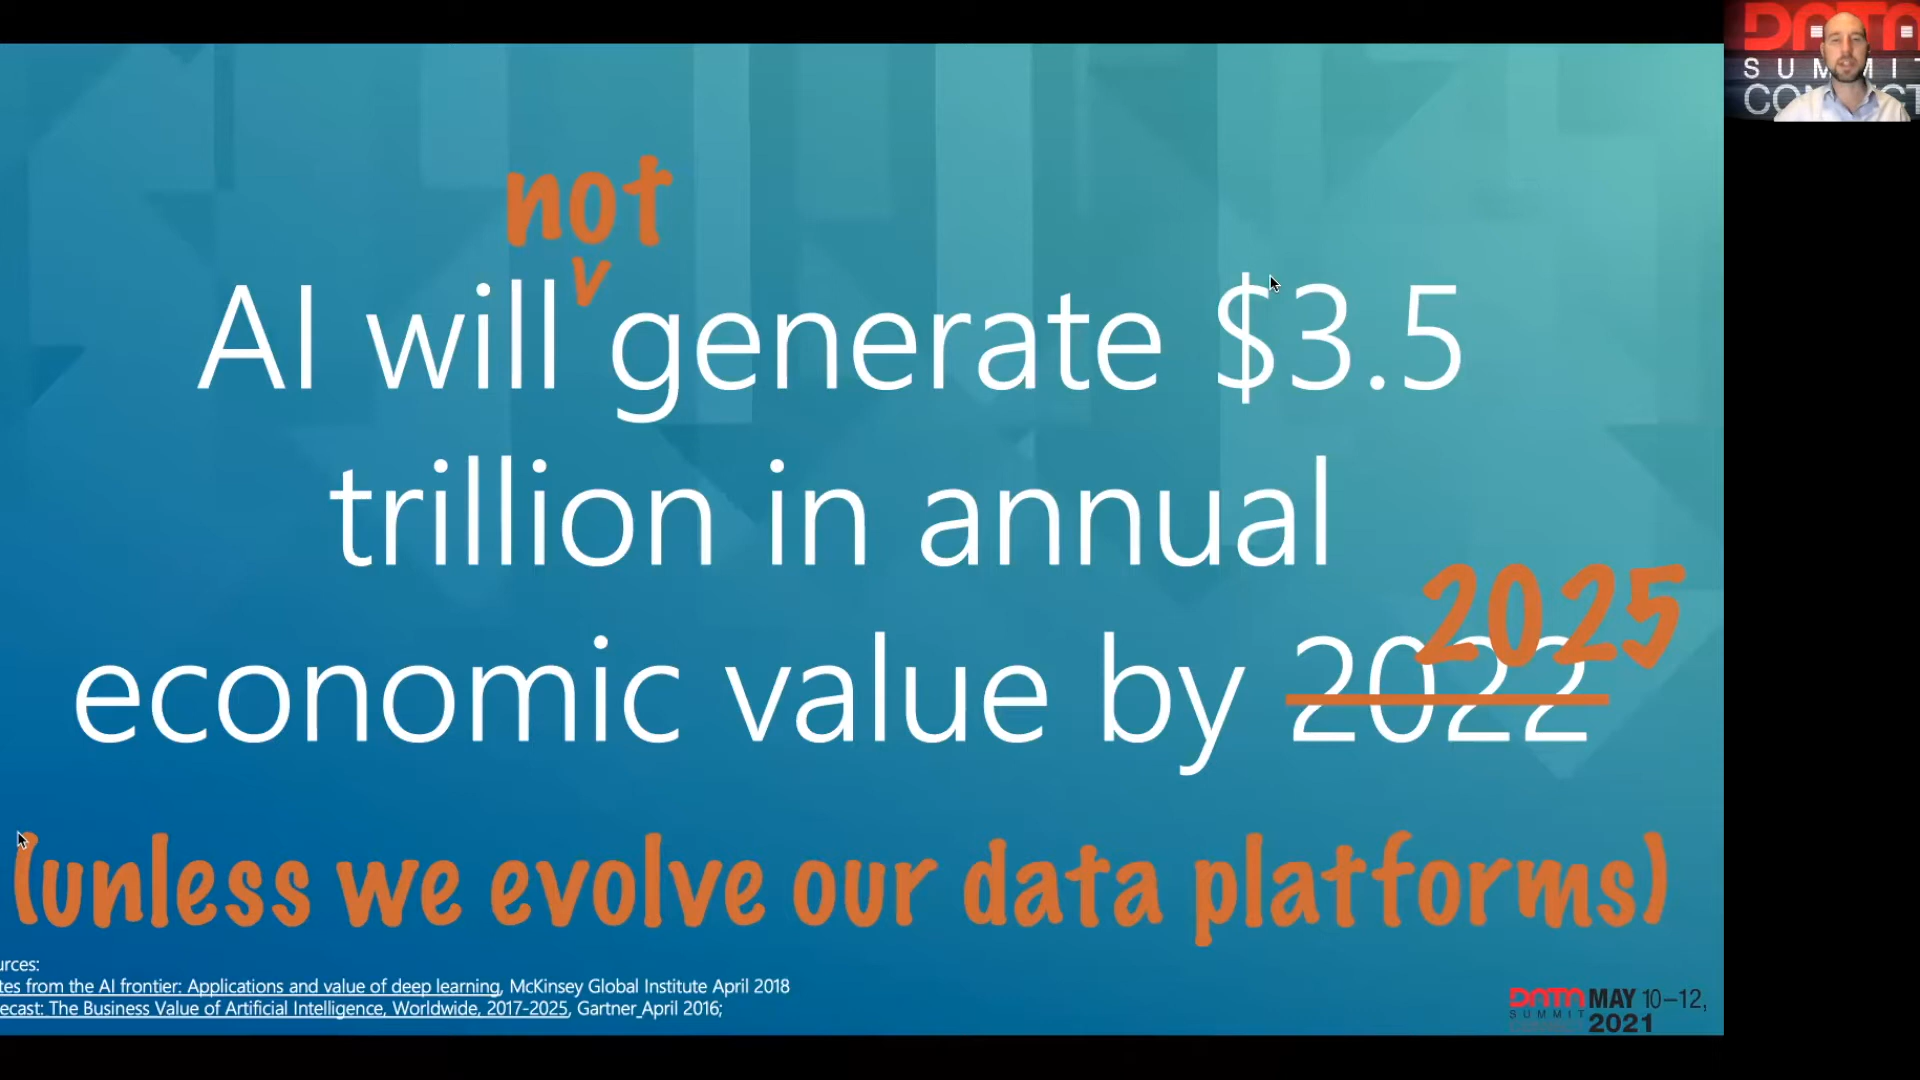 not
v
AI will generate $3.5
trillion in annual
2025
economic value by 2022
(unless we evolve our data platforms)
urces:
tes from the AI frontier: Applications and value of deep learning, McKinsey Global Institute April 2018
ecast: The Business Value of Artificial Intelligence, Worldwide, 2017-2025, Gartner April 2016;
DATA MAY 10–12,
SUMMIT 2021
DATA
SUMMIT